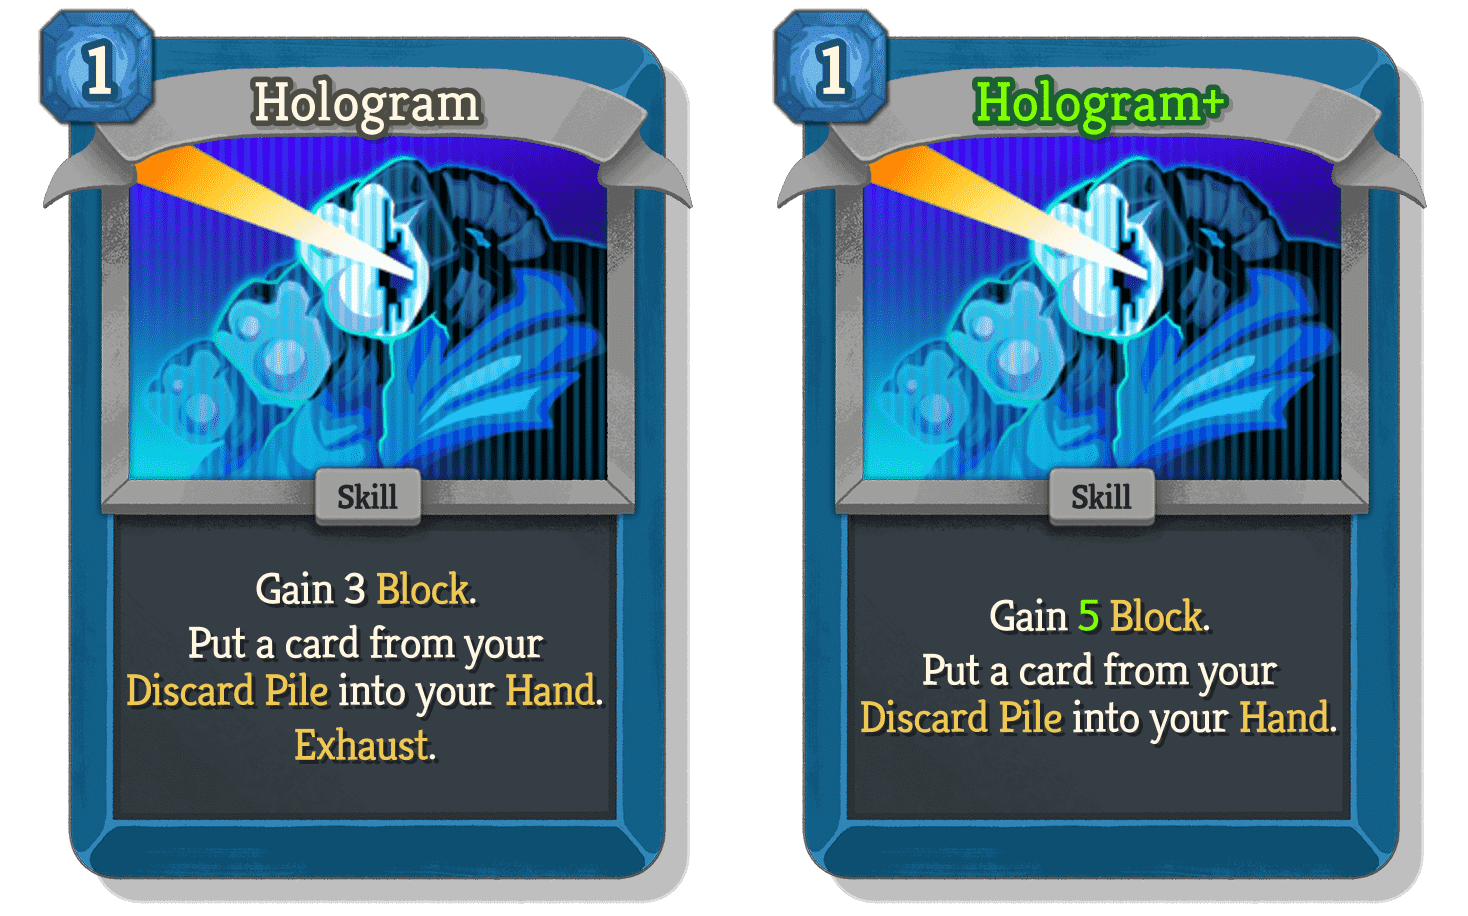 1
Hologram
Skill
Gain 3 Block.
Put a card from your
Discard Pile into your Hand.
Exhaust.
1
Hologram+
Skill
Gain 5 Block.
Put a card from your
Discard Pile into your Hand.